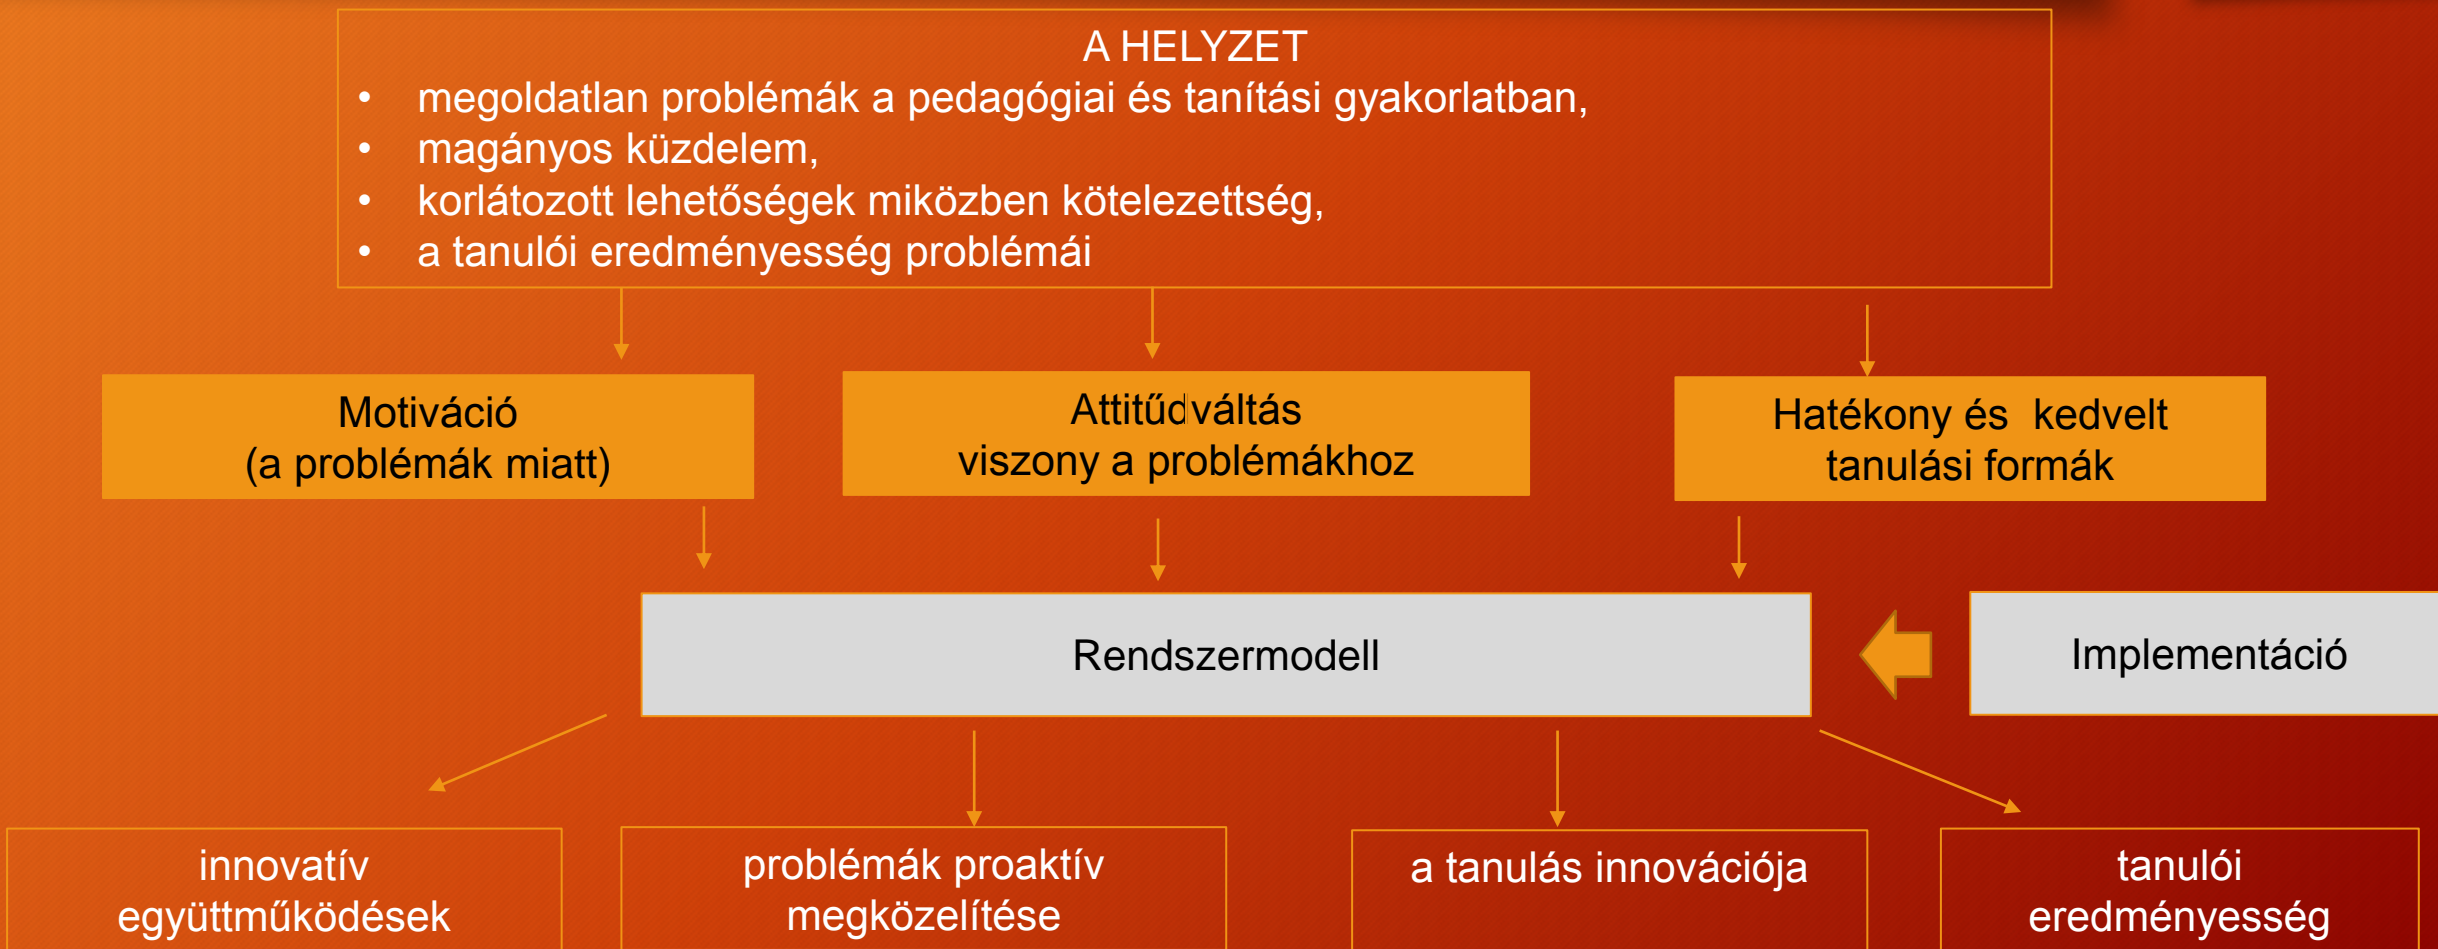 A HELYZET
• megoldatlan problémák a pedagógiai és tanítási gyakorlatban,
• magányos küzdelem,
• korlátozott lehetőségek miközben kötelezettség,
• a tanulói eredményesség problémái
Motiváció
(a problémák miatt)
Attitűdváltás
viszony a problémákhoz
Hatékony és kedvelt
tanulási formák
Rendszermodell
Implementáció
innovatív
együttműködések
problémák proaktív
megközelítése
a tanulás innovációja
tanulói
eredményesség